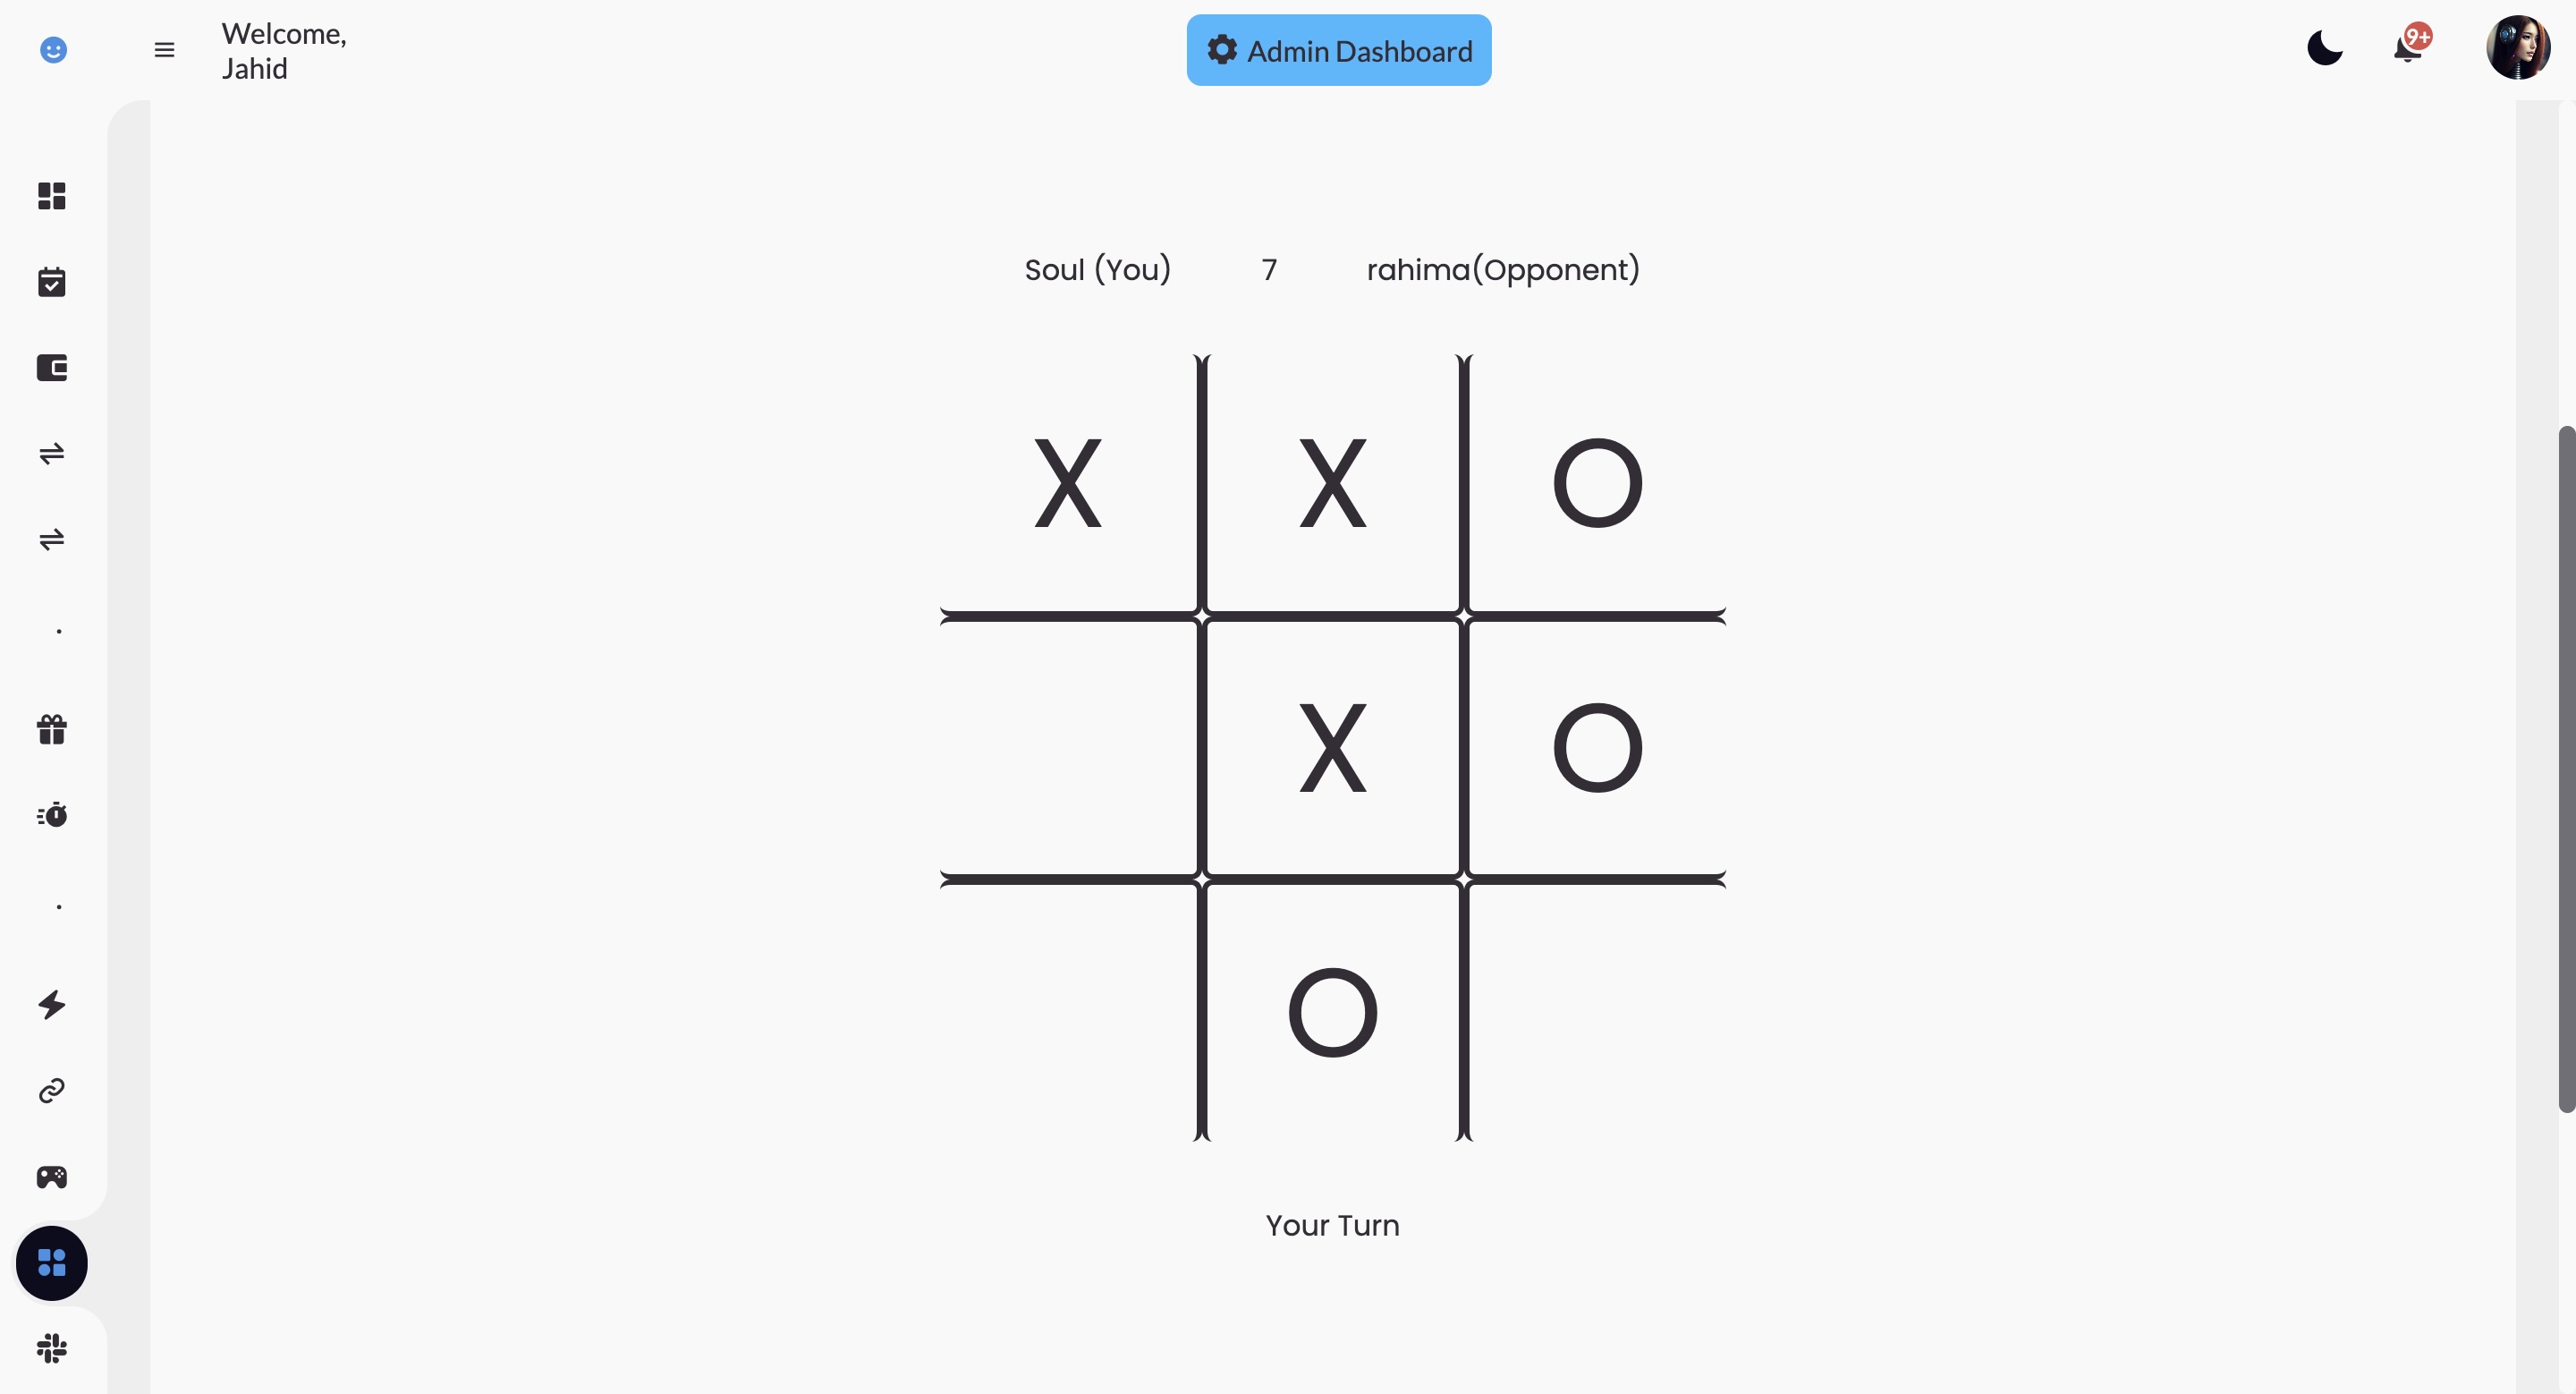 Welcome,
Jahid
Admin Dashboard
9+
Soul (You) 7 rahima(Opponent)
X X O
X O
O
Your Turn